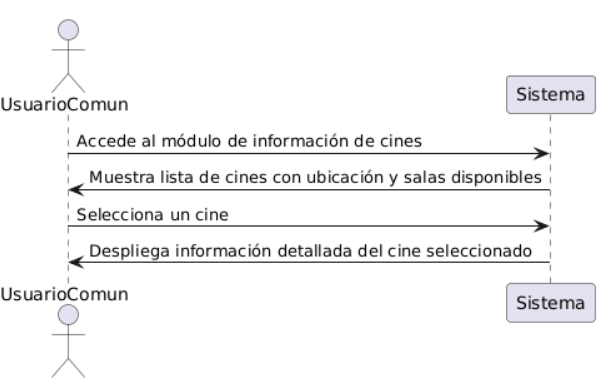 UsuarioComun
Sistema
Accede al módulo de información de cines
Muestra lista de cines con ubicación y salas disponibles
Selecciona un cine
Despliega información detallada del cine seleccionado
UsuarioComun
Sistema